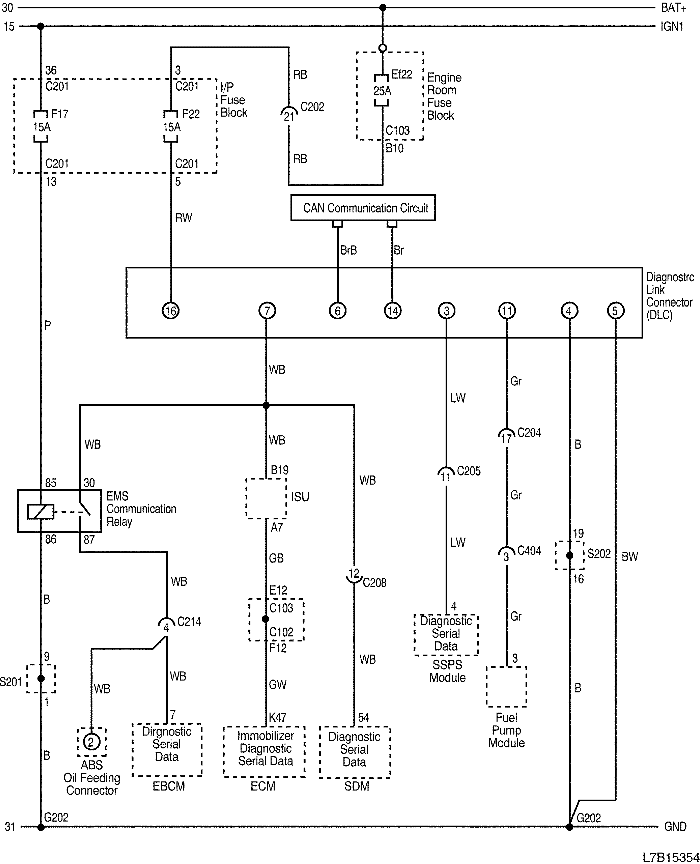 30 BAT+
15 IGN1
36
C201
3
C201
I/P
Fuse
Block
RB
C202
21
RB
Ef22
25A
Engine
Room
Fuse
Block
C103
B10
F17
15A
F22
15A
C201
13
C201
5
RW
CAN Communication Circuit
BrB
Br
Diagnostrc
Link
Connector
(DLC)
16 7 6 14 3 11 4 5
P
WB
LW
Gr
B
BW
WB
WB
WB
17 C204
B19
ISU
A7
11 C205
85 30
EMS
Communication
Relay
86 87
Gr
GB
LW
3 C404
19
S202
16
WB
12
C208
B
E12
C103
C102
F12
4
C214
4
Diagnostic
Serial
Data
SSPS
Module
Gr
3
Fuel
Pump
Module
9
S201
1
WB
WB
GW
WB
B
B
2
ABS
Oil Feeding
Connector
7
Dirgnostic
Serial
Data
EBCM
K47
Immobilizer
Diagnostic
Serial Data
ECM
54
Diagnostic
Serial
Data
SDM
31 G202 G202 GND
L7B15354